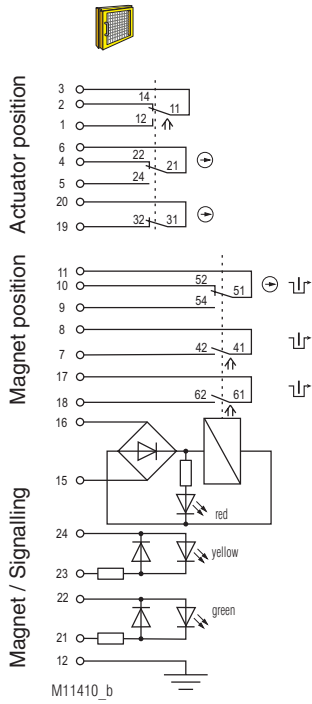 Actuator position
3
2 14 11
1 12
6
4 22 21
5 24
20
19 32 31
Magnet position
11
10 52 51
9 54
8
7 42 41
17
18 62 61
Magnet / Signalling
16
15
red
24
yellow
23
22
green
21
12
M11410_b